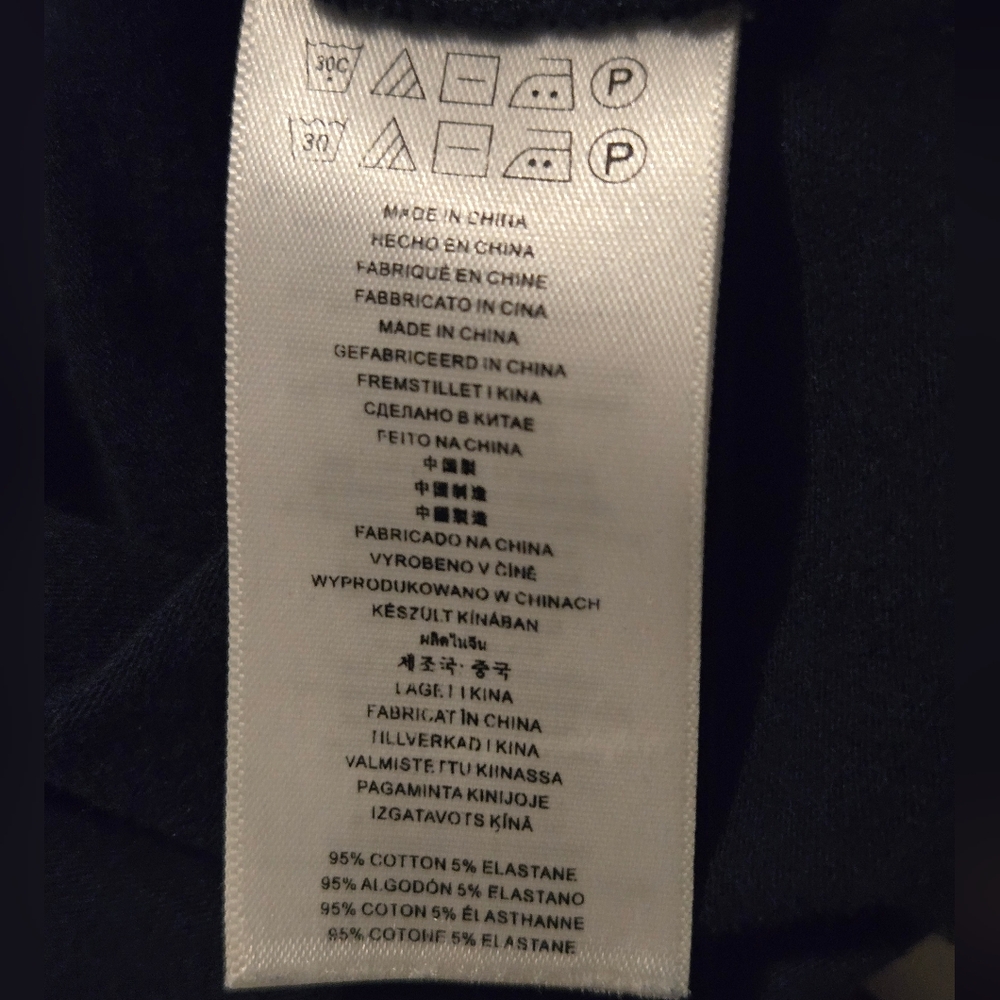 30C P
30 P
MADE IN CHINA
HECHO EN CHINA
FABRIQUÉ EN CHINE
FABBRICATO IN CINA
MADE IN CHINA
GEFABRICEERD IN CHINA
FREMSTILLET I KINA
СДЕЛАНО В КИТАЕ
FEITO NA CHINA
中国製
中国制造
中國製造
FABRICADO NA CHINA
VYROBENO V ČÍNĚ
WYPRODUKOWANO W CHINACH
KÉSZÜLT KÍNÁBAN
ผลิตในจีน
제조국: 중국
LAGET I KINA
FABRICAT ÎN CHINA
TILLVERKAD I KINA
VALMISTETTU KIINASSA
PAGAMINTA KINIJOJE
IZGATAVOTS ĶĪNĀ
95% COTTON 5% ELASTANE
95% ALGODÓN 5% ELASTANO
95% COTON 5% ÉLASTHANNE
95% COTONE 5% ELASTANE